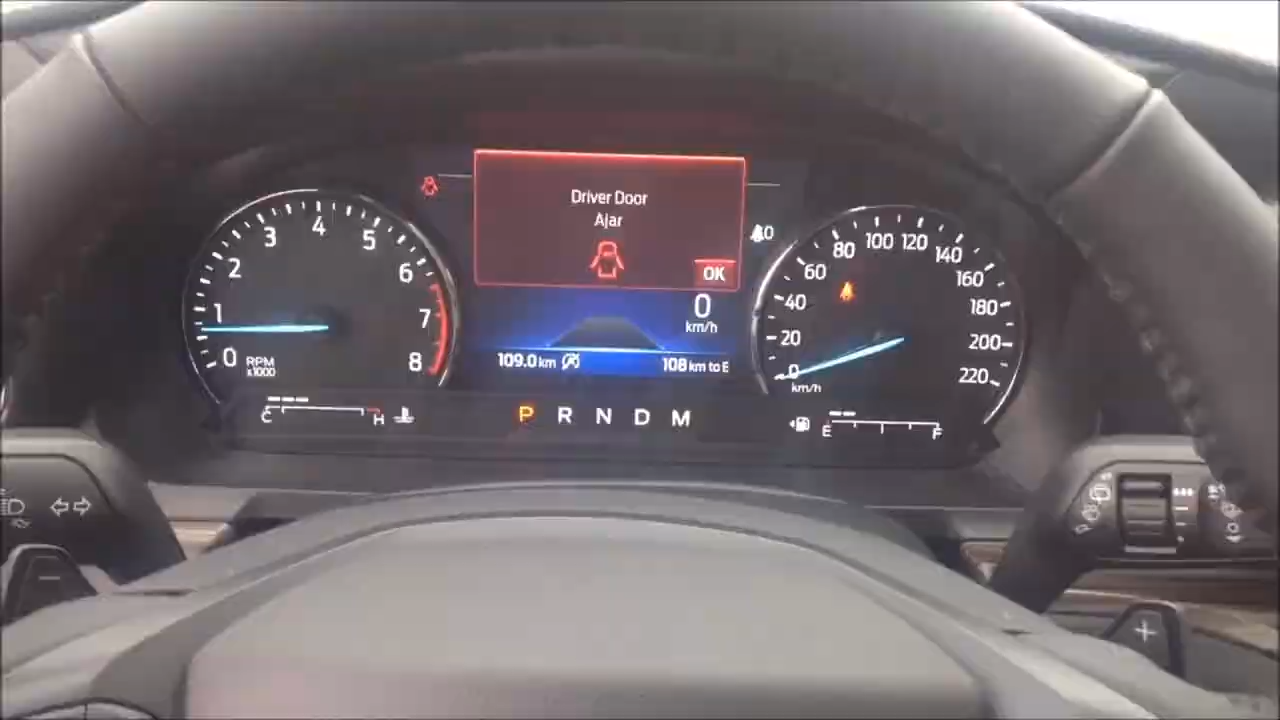 Driver Door
Ajar
OK
0
km/h
109.0 km
108 km to E
0
1
2
3
4
5
6
7
8
RPM
x1000
C
H
P R N D M
0
20
40
60
80
100
120
140
160
180
200
220
km/h
E
F
−
+